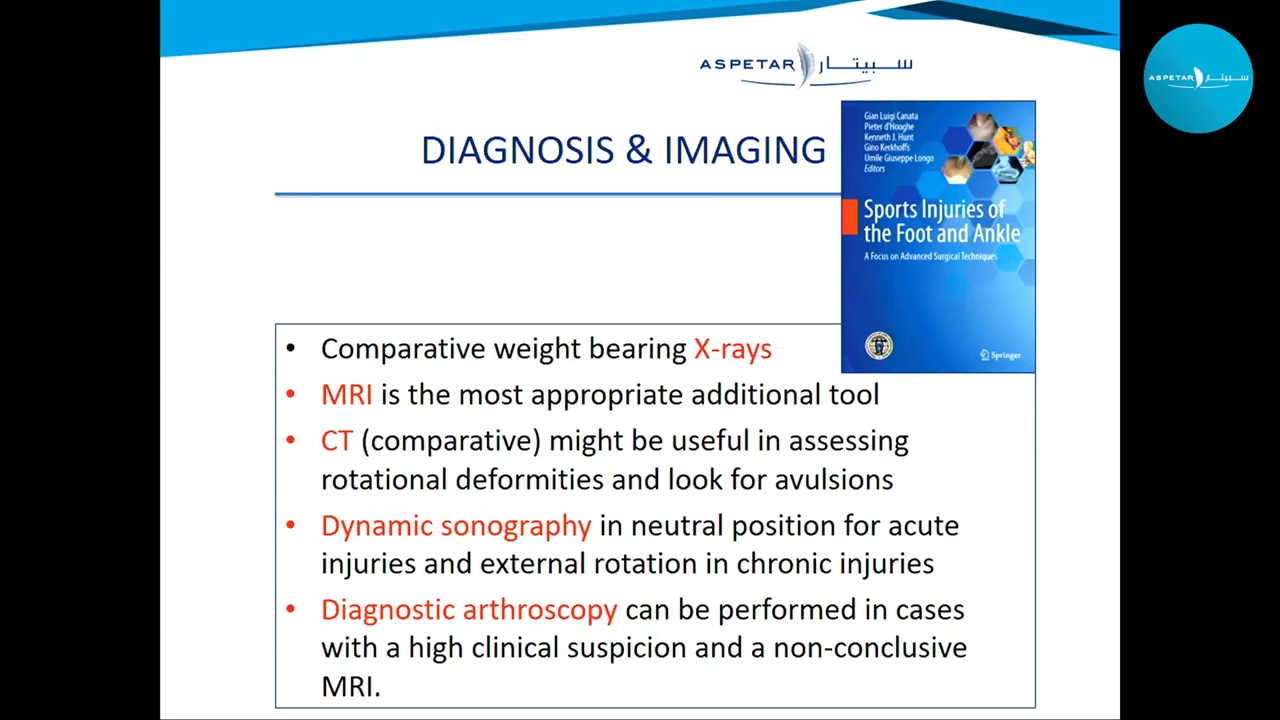 ASPETAR سبيتار
ASPETAR سبيتار
DIAGNOSIS & IMAGING
Gian Luigi Canata
Pieter d'Hooghe
Kenneth J. Hunt
Gino Kerkhoffs
Umile Giuseppe Longo
Editors
Sports Injuries of
the Foot and Ankle
A Focus on Advanced Surgical Techniques
Springer
• Comparative weight bearing X-rays
• MRI is the most appropriate additional tool
• CT (comparative) might be useful in assessing
rotational deformities and look for avulsions
• Dynamic sonography in neutral position for acute
injuries and external rotation in chronic injuries
• Diagnostic arthroscopy can be performed in cases
with a high clinical suspicion and a non-conclusive
MRI.